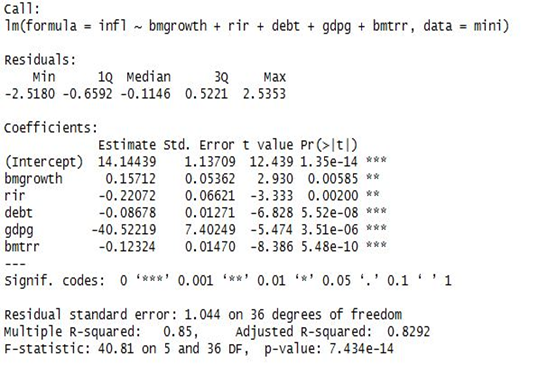 Call:
lm(formula = infl ~ bmgrowth + rir + debt + gdpg + bmtrr, data = mini)
Residuals:
Min 1Q Median 3Q Max
-2.5180 -0.6592 -0.1146 0.5221 2.5353
Coefficients:
Estimate Std. Error t value Pr(>|t|)
(Intercept) 14.14439 1.13709 12.439 1.35e-14 ***
bmgrowth 0.15712 0.05362 2.930 0.00585 **
rir -0.22072 0.06621 -3.333 0.00200 **
debt -0.08678 0.01271 -6.828 5.52e-08 ***
gdpg -40.52219 7.40249 -5.474 3.51e-06 ***
bmtrr -0.12324 0.01470 -8.386 5.48e-10 ***
---
Signif. codes: 0 ‘***’ 0.001 ‘**’ 0.01 ‘*’ 0.05 ‘.’ 0.1 ‘ ’ 1
Residual standard error: 1.044 on 36 degrees of freedom
Multiple R-squared: 0.85, Adjusted R-squared: 0.8292
F-statistic: 40.81 on 5 and 36 DF, p-value: 7.434e-14